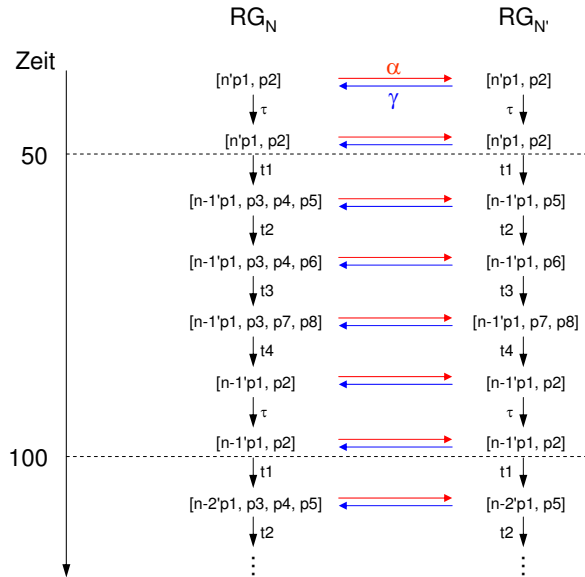 RG_N RG_N'
Zeit
[n'p1, p2] α [n'p1, p2]
γ
τ τ
[n'p1, p2] [n'p1, p2]
50
t1 t1
[n-1'p1, p3, p4, p5] [n-1'p1, p5]
t2 t2
[n-1'p1, p3, p4, p6] [n-1'p1, p6]
t3 t3
[n-1'p1, p3, p7, p8] [n-1'p1, p7, p8]
t4 t4
[n-1'p1, p2] [n-1'p1, p2]
τ τ
[n-1'p1, p2] [n-1'p1, p2]
100
t1 t1
[n-2'p1, p3, p4, p5] [n-2'p1, p5]
t2 t2
⋮ ⋮